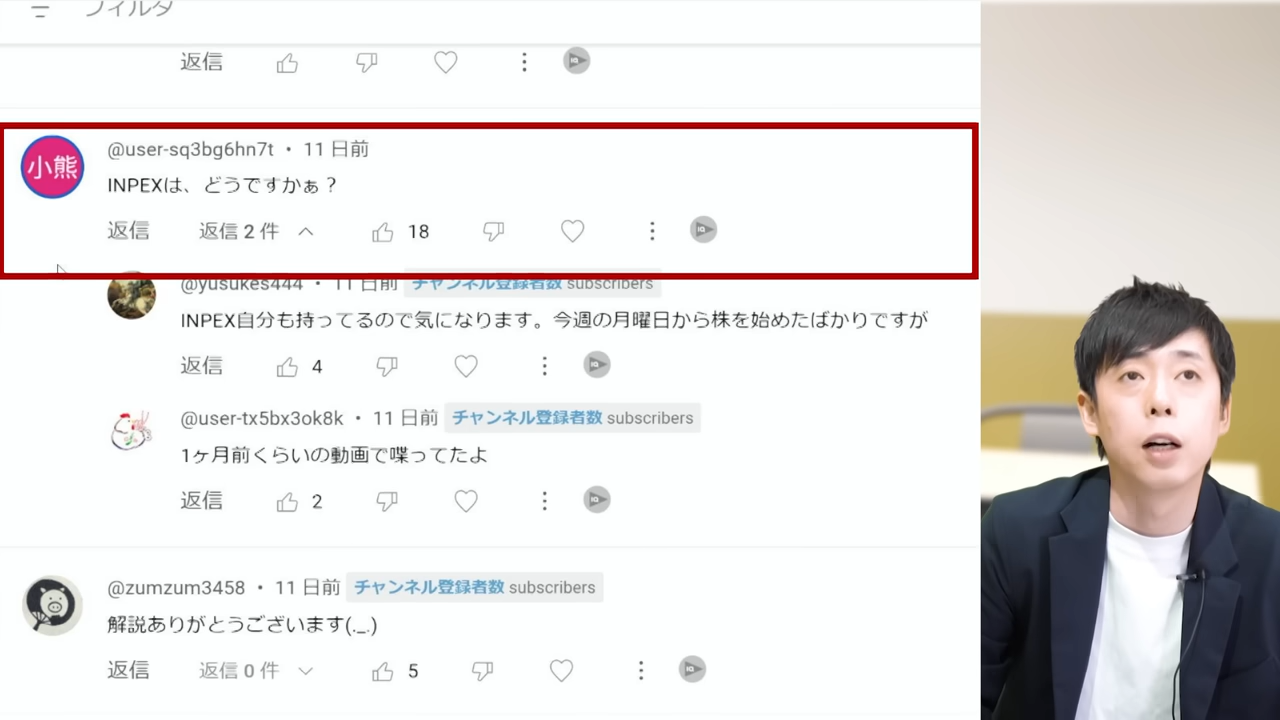 フィルタ
返信
小熊
@user-sq3bg6hn7t • 11 日前
INPEXは、どうですかぁ？
返信 返信 2 件 18
@yusukes444 • 11 日前 チャンネル登録者数 subscribers
INPEX自分も持ってるので気になります。今週の月曜日から株を始めたばかりですが
返信 4
@user-tx5bx3ok8k • 11 日前 チャンネル登録者数 subscribers
1ヶ月前くらいの動画で喋ってたよ
返信 2
@zumzum3458 • 11 日前 チャンネル登録者数 subscribers
解説ありがとうございます(._.)
返信 返信 0 件 5